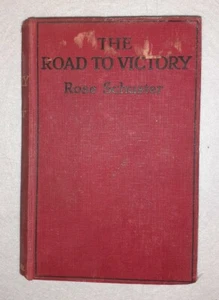 THE
ROAD TO VICTORY
Rose Schuster